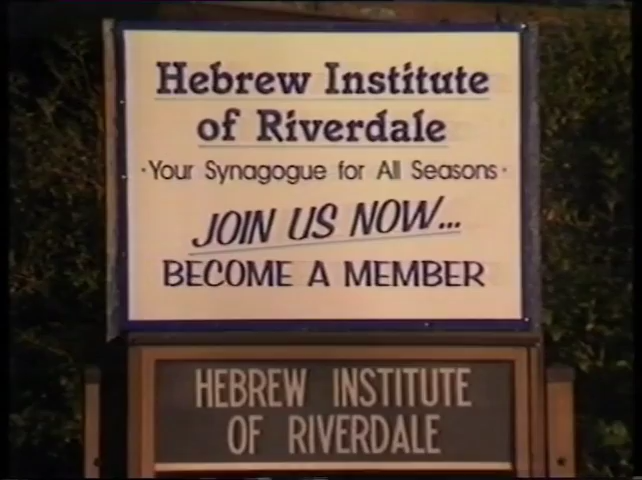 Hebrew Institute
of Riverdale
·Your Synagogue for All Seasons·
JOIN US NOW...
BECOME A MEMBER
HEBREW INSTITUTE
OF RIVERDALE